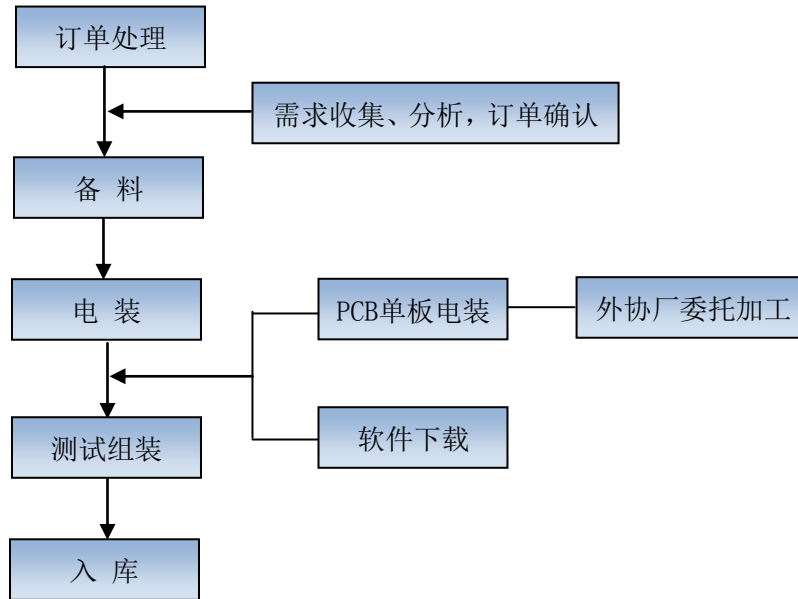 订单处理
需求收集、分析，订单确认
备 料
电 装
PCB单板电装
外协厂委托加工
测试组装
软件下载
入 库